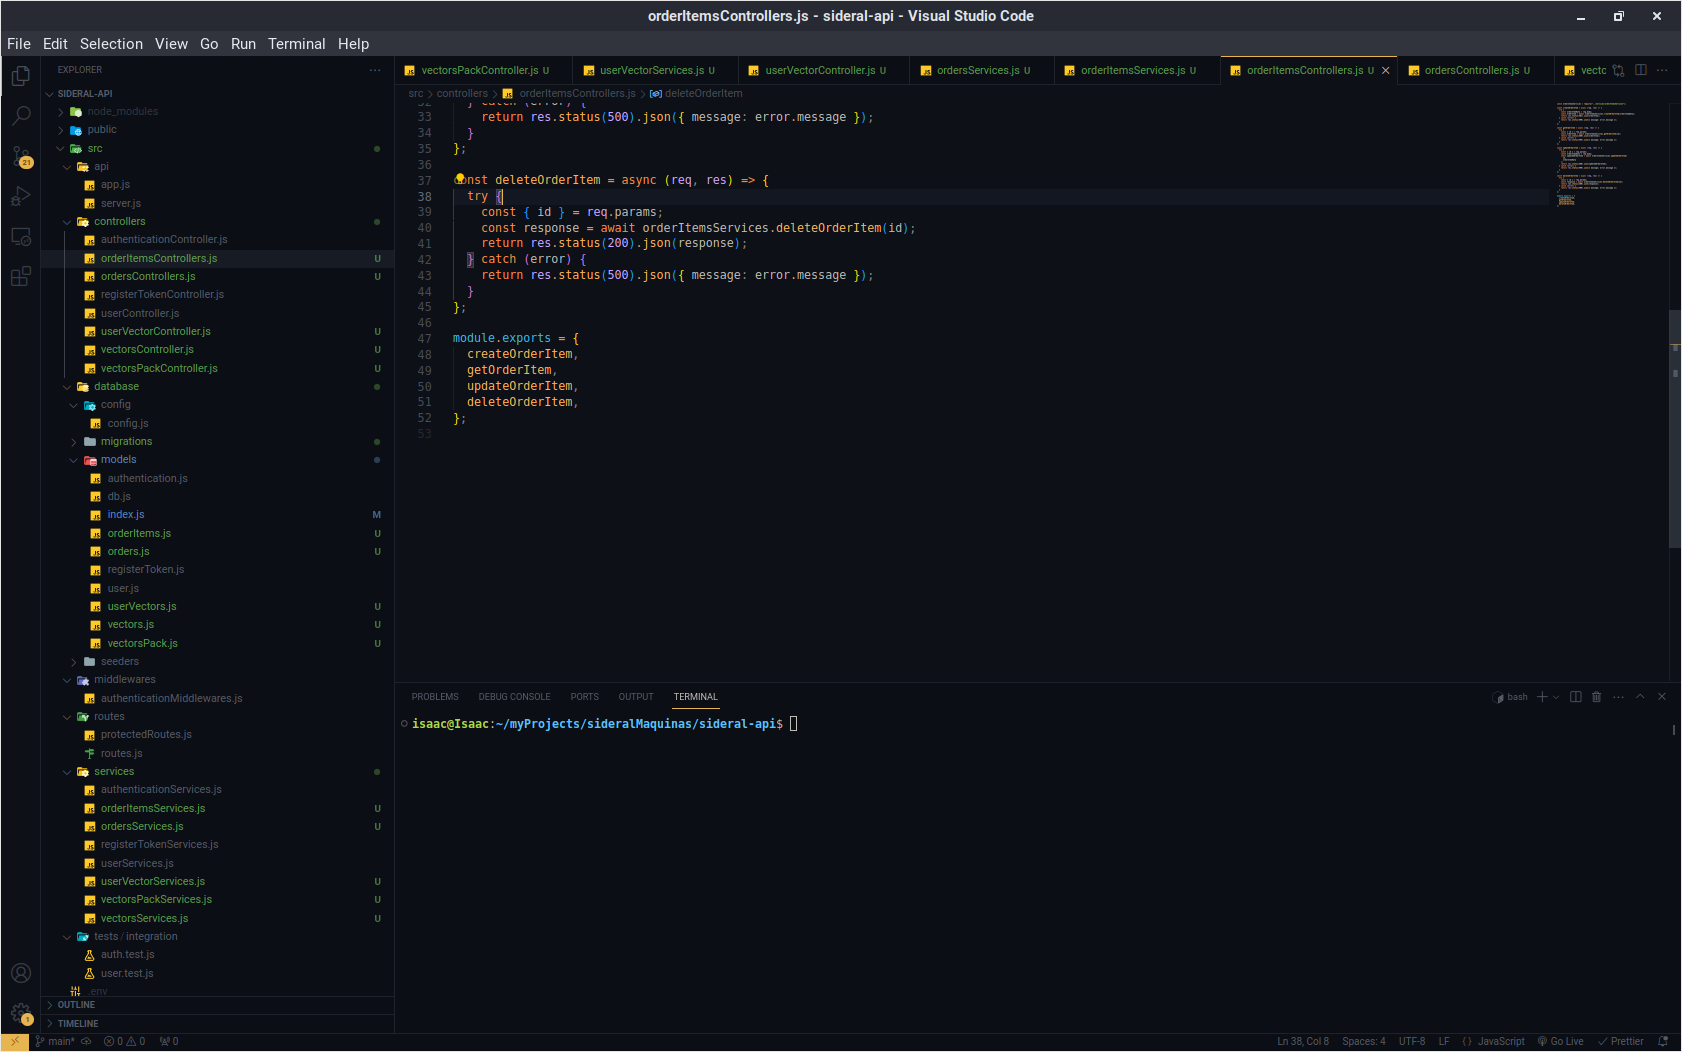 orderItemsControllers.js - sideral-api - Visual Studio Code
File Edit Selection View Go Run Terminal Help
EXPLORER
SIDERAL-API
node_modules
public
src
api
app.js
server.js
controllers
authenticationController.js
orderItemsControllers.js U
ordersControllers.js U
registerTokenController.js
userController.js
userVectorController.js U
vectorsController.js U
vectorsPackController.js U
database
config
config.js
migrations
models
authentication.js
db.js
index.js M
orderItems.js U
orders.js U
registerToken.js
user.js
userVectors.js U
vectors.js U
vectorsPack.js U
seeders
middlewares
authenticationMiddlewares.js
routes
protectedRoutes.js
routes.js
services
authenticationServices.js
orderItemsServices.js U
ordersServices.js U
registerTokenServices.js
userServices.js
userVectorServices.js U
vectorsPackServices.js U
vectorsServices.js U
tests / integration
auth.test.js
user.test.js
.env
OUTLINE
TIMELINE
21
1
vectorsPackController.js U userVectorServices.js U userVectorController.js U ordersServices.js U orderItemsServices.js U orderItemsControllers.js U ordersControllers.js U vectc
src > controllers > orderItemsControllers.js > deleteOrderItem
32 } catch (error) {
33 return res.status(500).json({ message: error.message });
34 }
35 };
36
37 const deleteOrderItem = async (req, res) => {
38 try {
39 const { id } = req.params;
40 const response = await orderItemsServices.deleteOrderItem(id);
41 return res.status(200).json(response);
42 } catch (error) {
43 return res.status(500).json({ message: error.message });
44 }
45 };
46
47 module.exports = {
48 createOrderItem,
49 getOrderItem,
50 updateOrderItem,
51 deleteOrderItem,
52 };
53
PROBLEMS DEBUG CONSOLE PORTS OUTPUT TERMINAL
bash
isaac@Isaac:~/myProjects/sideralMaquinas/sideral-api$
main* 0 0 0
Ln 38, Col 8 Spaces: 4 UTF-8 LF {} JavaScript Go Live Prettier